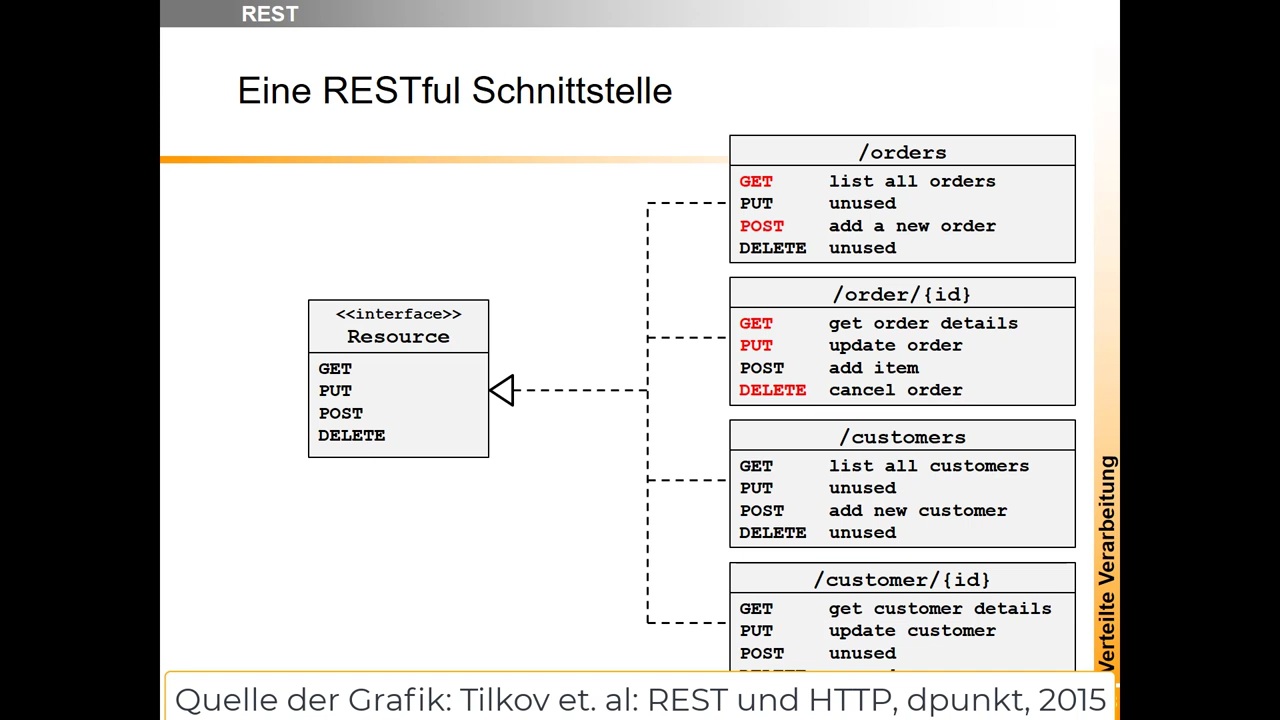 REST
Eine RESTful Schnittstelle
<<interface>>
Resource
GET
PUT
POST
DELETE
/orders
GET list all orders
PUT unused
POST add a new order
DELETE unused
/order/{id}
GET get order details
PUT update order
POST add item
DELETE cancel order
/customers
GET list all customers
PUT unused
POST add new customer
DELETE unused
/customer/{id}
GET get customer details
PUT update customer
POST unused
Verteilte Verarbeitung
Quelle der Grafik: Tilkov et. al: REST und HTTP, dpunkt, 2015